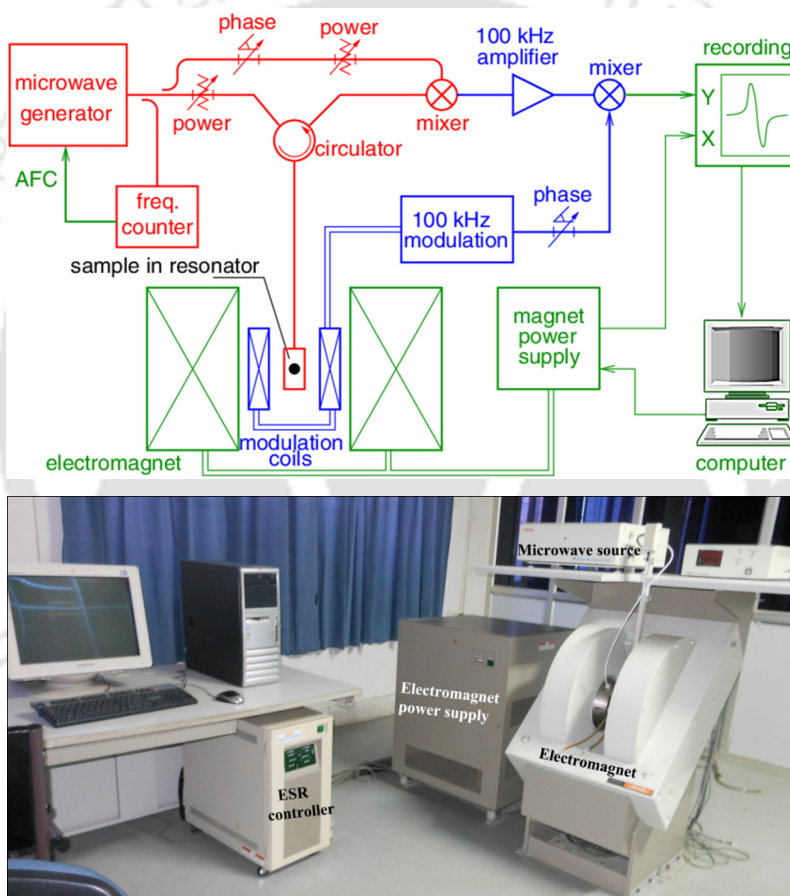 phase
power
100 kHz
amplifier
mixer
recording
microwave
generator
power
mixer
Y
X
circulator
AFC
freq.
counter
100 kHz
modulation
phase
sample in resonator
magnet
power
supply
modulation
coils
electromagnet
computer
Microwave source
Electromagnet
power supply
Electromagnet
ESR
controller